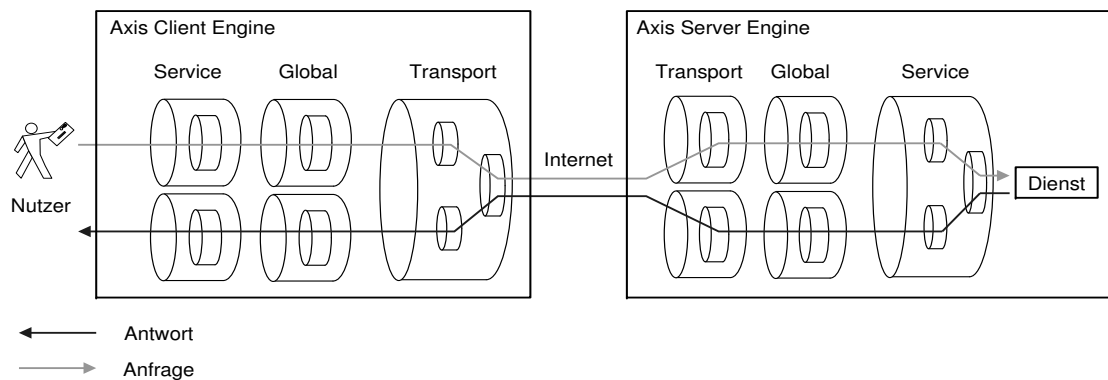 Axis Client Engine
Axis Server Engine
Service
Global
Transport
Transport
Global
Service
Internet
Nutzer
Dienst
Antwort
Anfrage